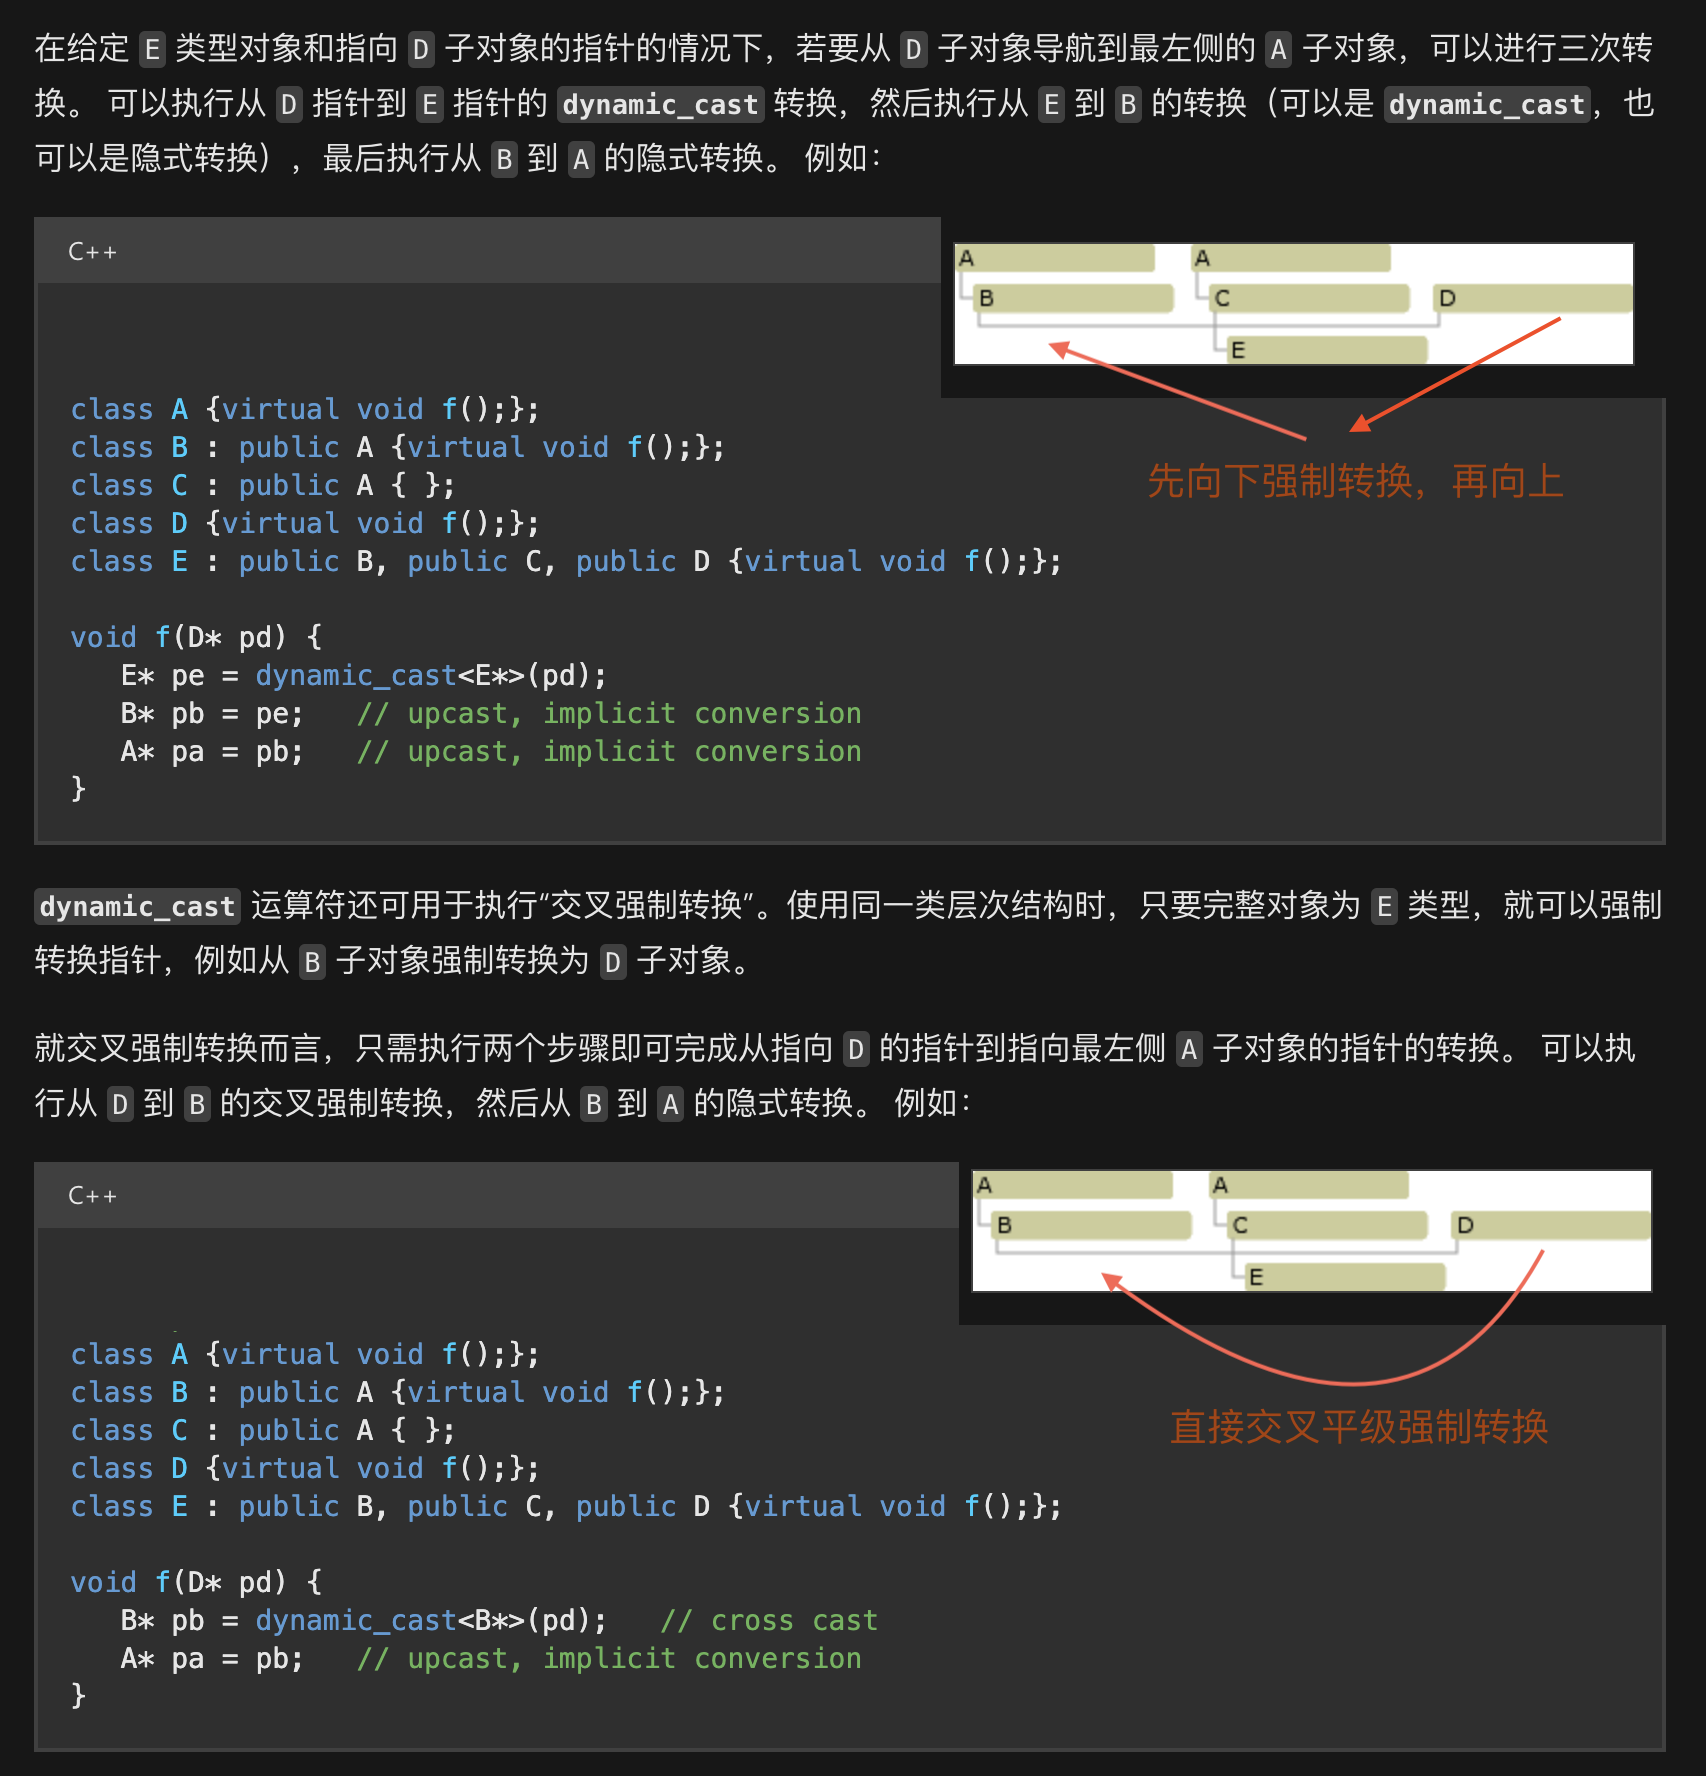 在给定 E 类型对象和指向 D 子对象的指针的情况下，若要从 D 子对象导航到最左侧的 A 子对象，可以进行三次转
换。 可以执行从 D 指针到 E 指针的 dynamic_cast 转换，然后执行从 E 到 B 的转换（可以是 dynamic_cast，也
可以是隐式转换），最后执行从 B 到 A 的隐式转换。 例如：
C++
A A
B C D
E
class A {virtual void f();};
class B : public A {virtual void f();};
先向下强制转换，再向上
class C : public A { };
class D {virtual void f();};
class E : public B, public C, public D {virtual void f();};
void f(D* pd) {
   E* pe = dynamic_cast<E*>(pd);
   B* pb = pe;   // upcast, implicit conversion
   A* pa = pb;   // upcast, implicit conversion
}
dynamic_cast 运算符还可用于执行“交叉强制转换”。使用同一类层次结构时，只要完整对象为 E 类型，就可以强制
转换指针，例如从 B 子对象强制转换为 D 子对象。
就交叉强制转换而言，只需执行两个步骤即可完成从指向 D 的指针到指向最左侧 A 子对象的指针的转换。 可以执
行从 D 到 B 的交叉强制转换，然后从 B 到 A 的隐式转换。 例如：
C++
A A
B C D
E
class A {virtual void f();};
class B : public A {virtual void f();};
直接交叉平级强制转换
class C : public A { };
class D {virtual void f();};
class E : public B, public C, public D {virtual void f();};
void f(D* pd) {
   B* pb = dynamic_cast<B*>(pd);   // cross cast
   A* pa = pb;   // upcast, implicit conversion
}